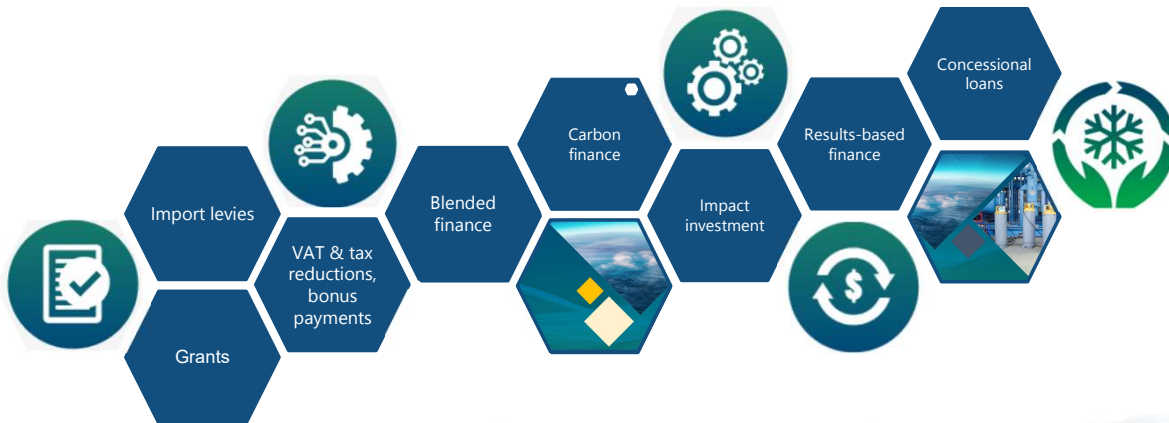 Import levies
Grants
VAT & tax
reductions,
bonus
payments
Blended
finance
Carbon
finance
Impact
investment
Results-based
finance
Concessional
loans
$